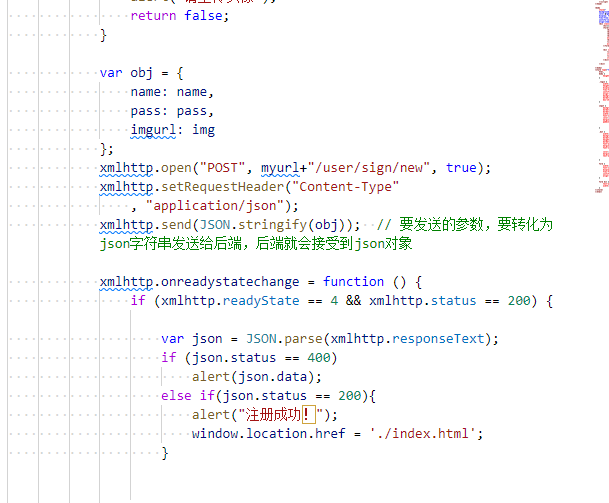 return false;
}
var obj = {
name: name,
pass: pass,
imgurl: img
};
xmlhttp.open("POST", myurl+"/user/sign/new", true);
xmlhttp.setRequestHeader("Content-Type"
, "application/json");
xmlhttp.send(JSON.stringify(obj)); // 要发送的参数，要转化为
json字符串发送给后端，后端就会接受到json对象
xmlhttp.onreadystatechange = function () {
if (xmlhttp.readyState == 4 && xmlhttp.status == 200) {
var json = JSON.parse(xmlhttp.responseText);
if (json.status == 400)
alert(json.data);
else if(json.status == 200){
alert("注册成功！");
window.location.href = './index.html';
}